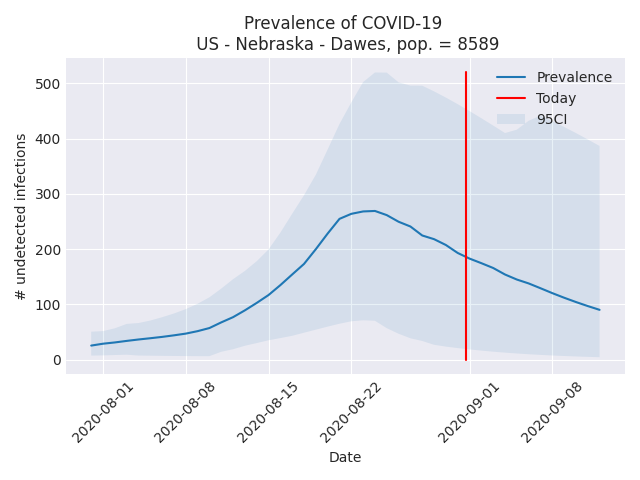 Prevalence of COVID-19
US - Nebraska - Dawes, pop. = 8589
Prevalence
Today
95CI
# undetected infections
500
400
300
200
100
0
2020-08-01
2020-08-08
2020-08-15
2020-08-22
2020-09-01
2020-09-08
Date